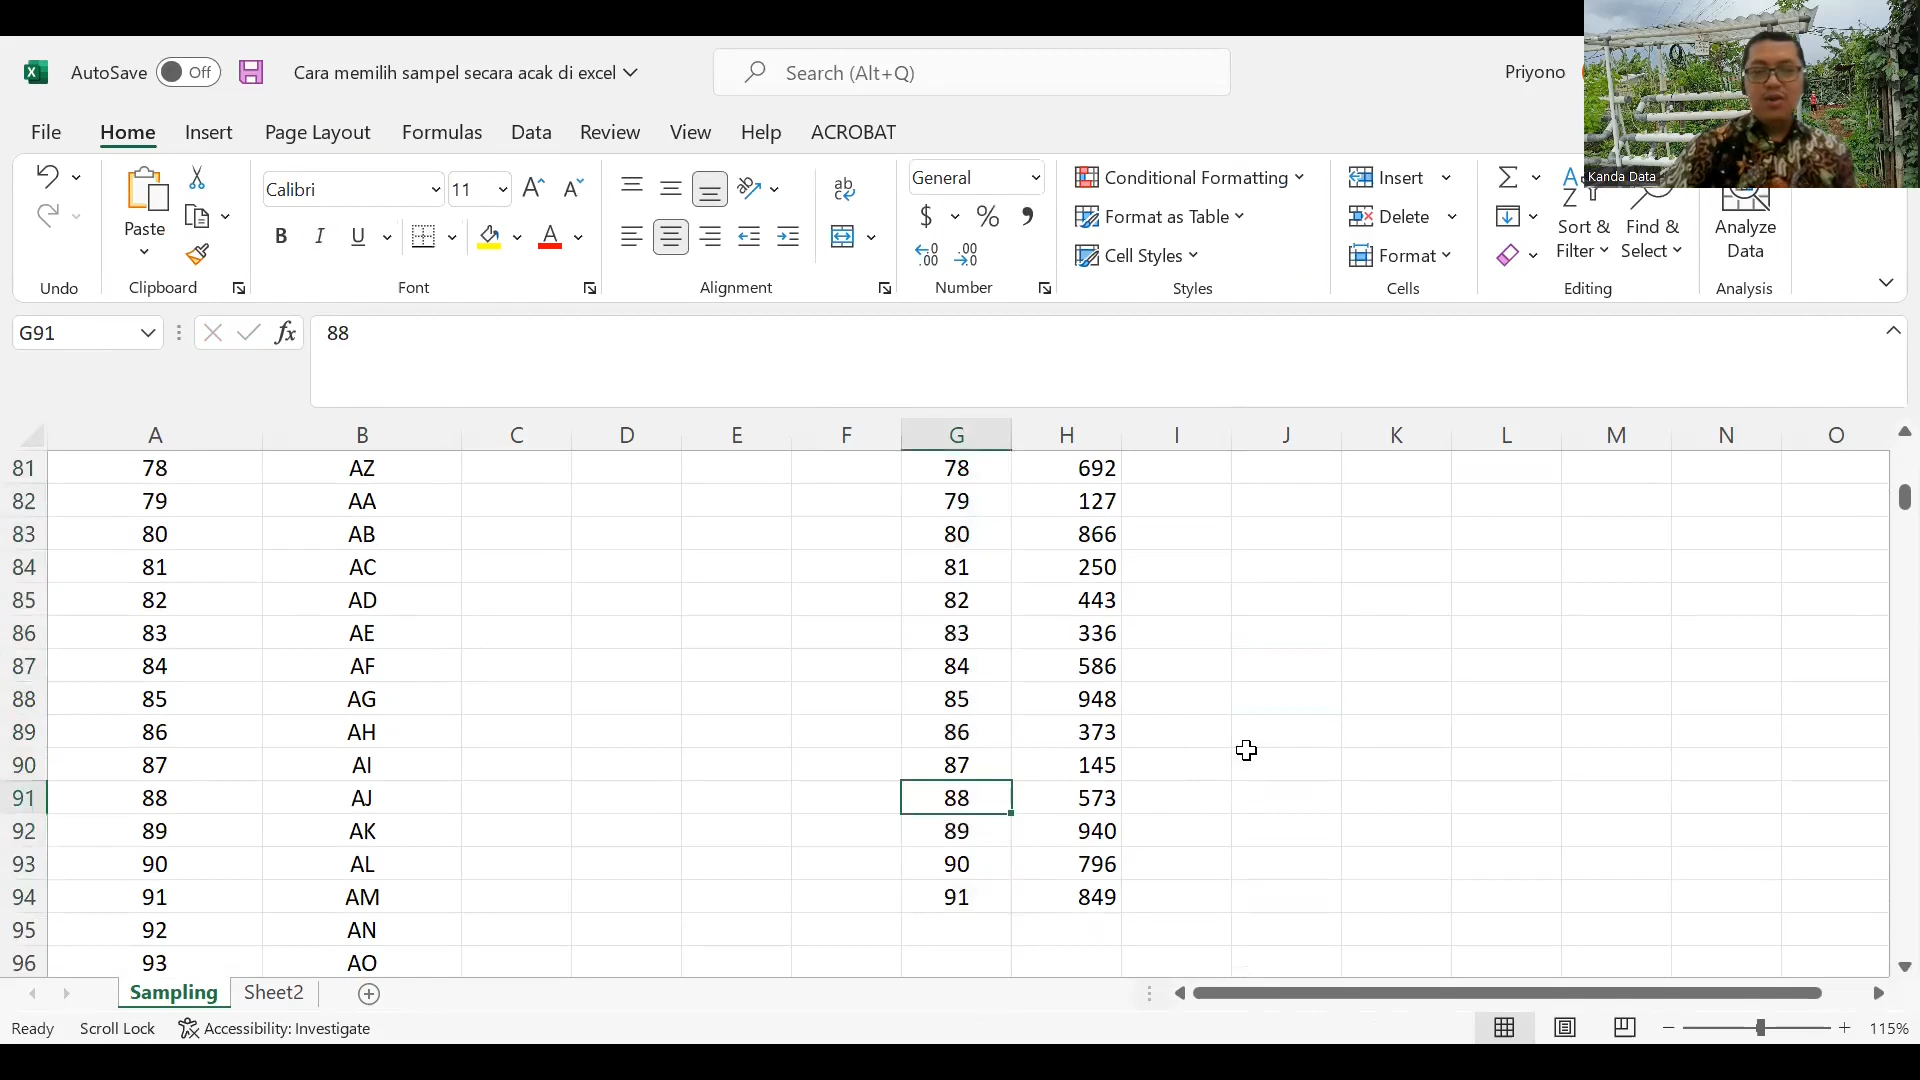 AutoSave Off Cara memilih sampel secara acak di excel Search (Alt+Q) Priyono
File Home Insert Page Layout Formulas Data Review View Help ACROBAT
Kanda Data
Calibri 11 ab General Conditional Formatting Insert
Paste Format as Table Delete Sort & Find & Analyze
B I U A $ % Cell Styles Format Filter Select Data
Undo Clipboard Font Alignment Number Styles Cells Editing Analysis
G91 fx 88
A B C D E F G H I J K L M N O
81 78 AZ 78 692
82 79 AA 79 127
83 80 AB 80 866
84 81 AC 81 250
85 82 AD 82 443
86 83 AE 83 336
87 84 AF 84 586
88 85 AG 85 948
89 86 AH 86 373
90 87 AI 87 145
91 88 AJ 88 573
92 89 AK 89 940
93 90 AL 90 796
94 91 AM 91 849
95 92 AN
96 93 AO
Sampling Sheet2
Ready Scroll Lock Accessibility: Investigate 115%